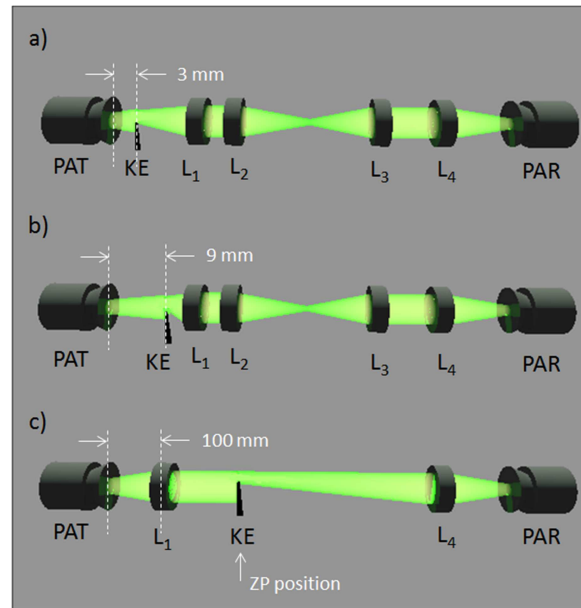 a)
3 mm
PAT KE L1 L2 L3 L4 PAR
b)
9 mm
PAT KE L1 L2 L3 L4 PAR
c)
100 mm
PAT L1 KE L4 PAR
ZP position